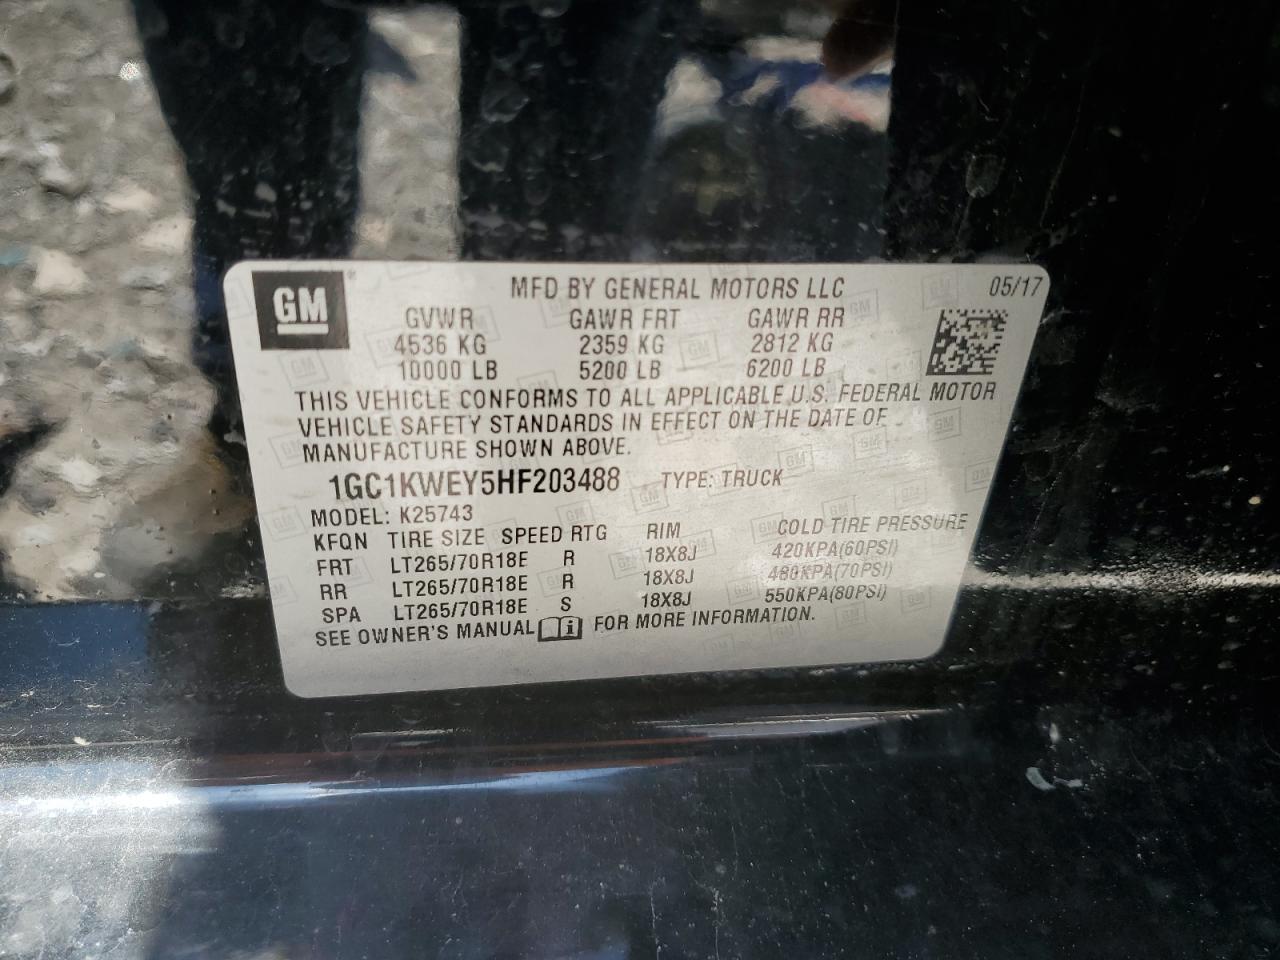 GM
MFD BY GENERAL MOTORS LLC 05/17
GVWR GAWR FRT GAWR RR
4536 KG 2359 KG 2812 KG
10000 LB 5200 LB 6200 LB
THIS VEHICLE CONFORMS TO ALL APPLICABLE U.S. FEDERAL MOTOR
VEHICLE SAFETY STANDARDS IN EFFECT ON THE DATE OF
MANUFACTURE SHOWN ABOVE.
1GC1KWEY5HF203488 TYPE: TRUCK
MODEL: K25743
KFQN TIRE SIZE SPEED RTG RIM COLD TIRE PRESSURE
FRT LT265/70R18E R 18X8J 420KPA(60PSI)
RR LT265/70R18E R 18X8J 480KPA(70PSI)
SPA LT265/70R18E S 18X8J 550KPA(80PSI)
SEE OWNER'S MANUAL FOR MORE INFORMATION.